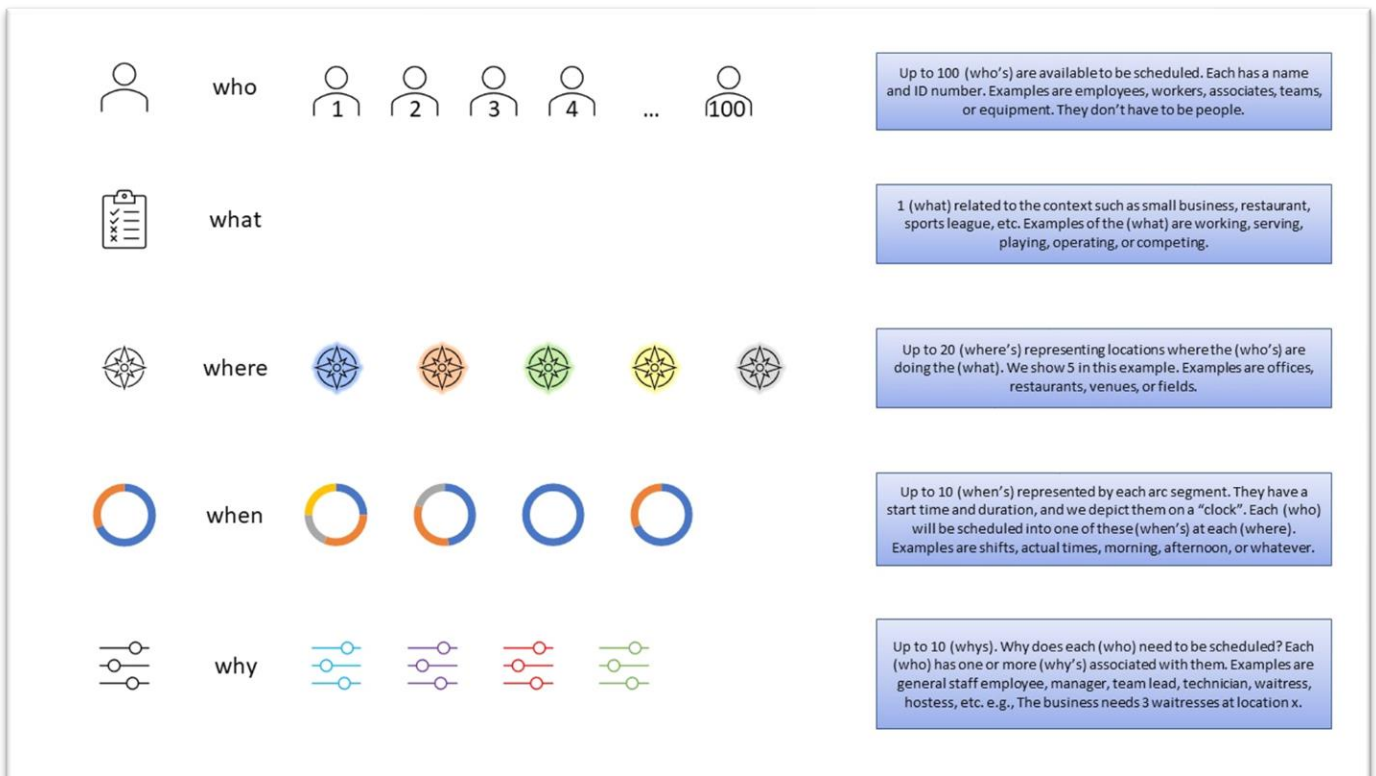 who
1 2 3 4 ... 100
Up to 100 (who's) are available to be scheduled. Each has a name
and ID number. Examples are employees, workers, associates, teams,
or equipment. They don't have to be people.
what
1 (what) related to the context such as small business, restaurant,
sports league, etc. Examples of the (what) are working, serving,
playing, operating, or competing.
where
Up to 20 (where's) representing locations where the (who's) are
doing the (what). We show 5 in this example. Examples are offices,
restaurants, venues, or fields.
when
Up to 10 (when's) represented by each arc segment. They have a
start time and duration, and we depict them on a “clock”. Each (who)
will be scheduled into one of these (when's) at each (where).
Examples are shifts, actual times, morning, afternoon, or whatever.
why
Up to 10 (whys). Why does each (who) need to be scheduled? Each
(who) has one or more (why's) associated with them. Examples are
general staff employee, manager, team lead, technician, waitress,
hostess, etc. e.g., The business needs 3 waitresses at location x.